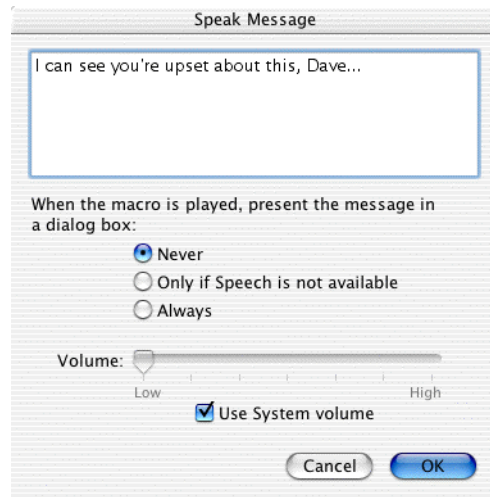 Speak Message
I can see you're upset about this, Dave...
When the macro is played, present the message in
a dialog box:
Never
Only if Speech is not available
Always
Volume:
Low High
Use System volume
Cancel OK